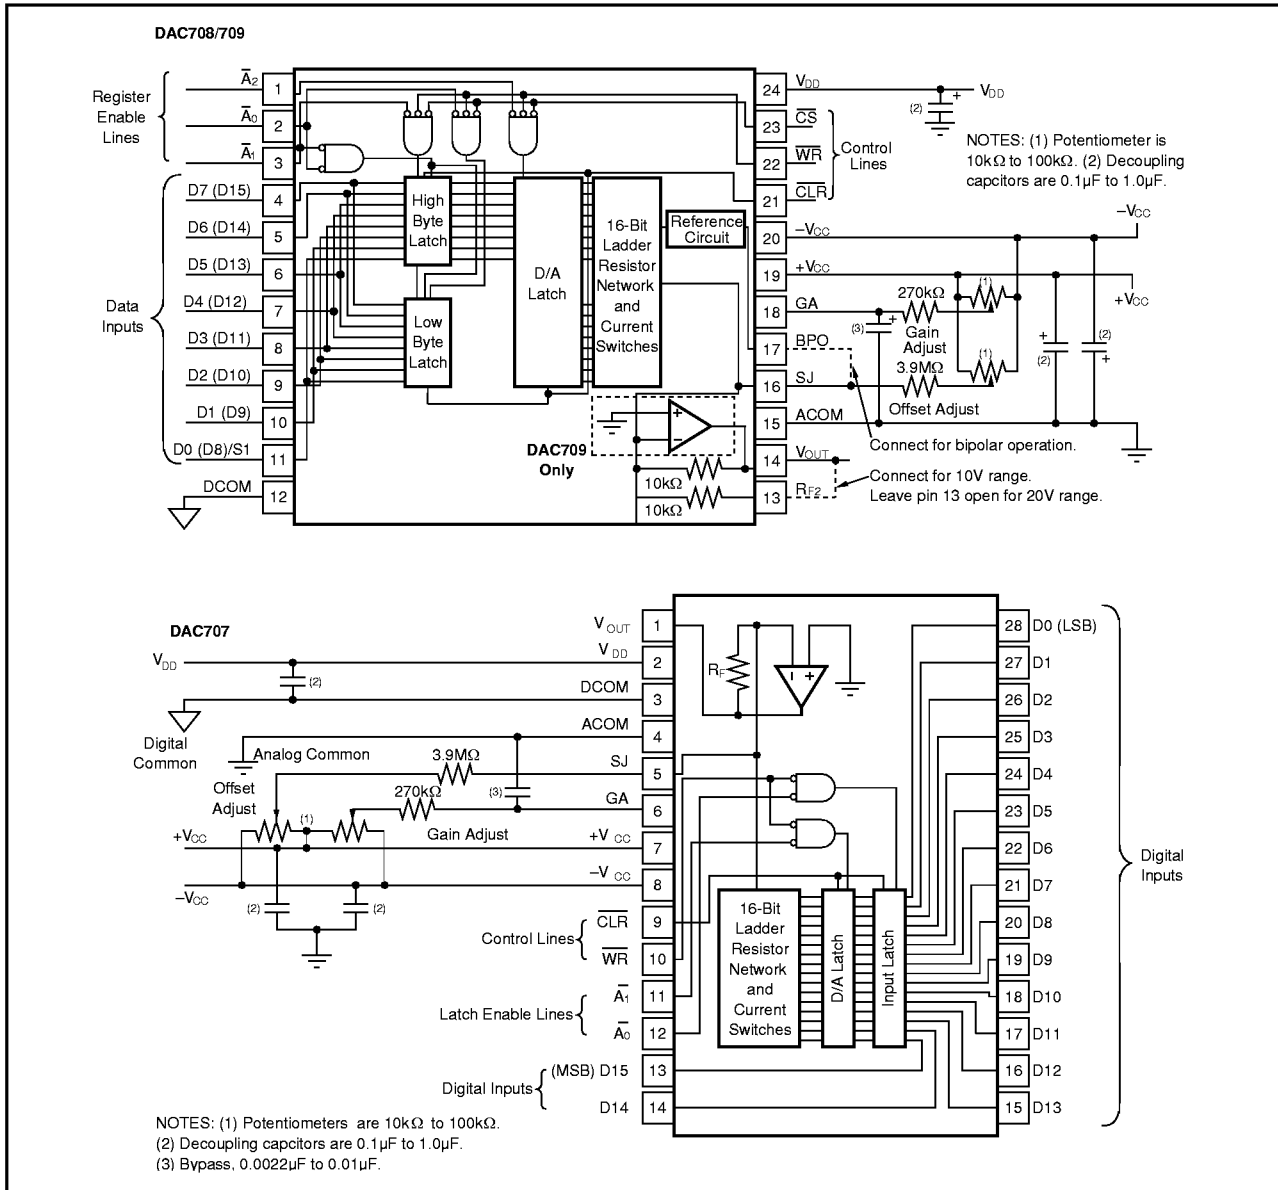 DAC708/709
Register
Enable
Lines
A̅2
A̅0
A̅1
D7 (D15)
D6 (D14)
D5 (D13)
D4 (D12)
D3 (D11)
D2 (D10)
D1 (D9)
D0 (D8)/S1
DCOM
Data
Inputs
1
2
3
4
5
6
7
8
9
10
11
12
High
Byte
Latch
Low
Byte
Latch
D/A
Latch
16-Bit
Ladder
Resistor
Network
and
Current
Switches
Reference
Circuit
DAC709
Only
+
–
10kΩ
10kΩ
24
23
22
21
20
19
18
17
16
15
14
13
VDD
C̅S̅
W̅R̅
C̅L̅R̅
–VCC
+VCC
GA
BPO
SJ
ACOM
VOUT
RF2
Control
Lines
(2)
+
VDD
NOTES: (1) Potentiometer is
10kΩ to 100kΩ. (2) Decoupling
capcitors are 0.1µF to 1.0µF.
–VCC
+VCC
270kΩ
(1)
(3)
+
Gain
Adjust
3.9MΩ
(1)
Offset Adjust
+
(2)
(2)
+
Connect for bipolar operation.
Connect for 10V range.
Leave pin 13 open for 20V range.
DAC707
VDD
(2)
Digital
Common
Analog Common
Offset
Adjust
3.9MΩ
270kΩ
(3)
(1)
Gain Adjust
+VCC
–VCC
(2)
(2)
V OUT
V DD
DCOM
ACOM
SJ
GA
+V CC
–V CC
C̅L̅R̅
W̅R̅
A̅1
A̅0
(MSB) D15
D14
Control Lines
Latch Enable Lines
Digital Inputs
1
2
3
4
5
6
7
8
9
10
11
12
13
14
RF
–
+
16-Bit
Ladder
Resistor
Network
and
Current
Switches
D/A Latch
Input Latch
28 D0 (LSB)
27 D1
26 D2
25 D3
24 D4
23 D5
22 D6
21 D7
20 D8
19 D9
18 D10
17 D11
16 D12
15 D13
Digital
Inputs
NOTES: (1) Potentiometers are 10kΩ to 100kΩ.
(2) Decoupling capcitors are 0.1µF to 1.0µF.
(3) Bypass, 0.0022µF to 0.01µF.